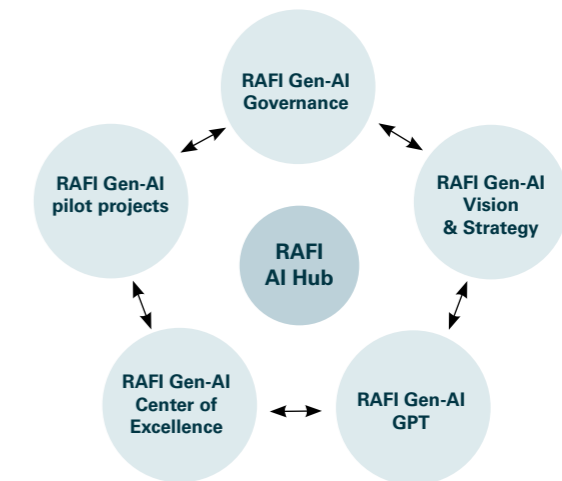 RAFI Gen-AI
Governance
RAFI Gen-AI
pilot projects
RAFI Gen-AI
Vision
& Strategy
RAFI
AI Hub
RAFI Gen-AI
Center of
Excellence
RAFI Gen-AI
GPT